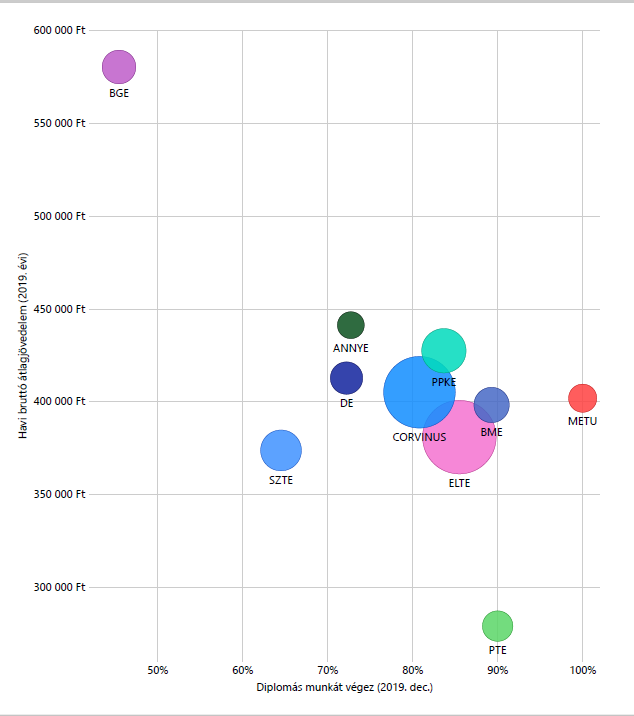 600 000 Ft
BGE
550 000 Ft
500 000 Ft
450 000 Ft
ANNYE
PPKE
DE
400 000 Ft
METU
BME
CORVINUS
SZTE
ELTE
350 000 Ft
300 000 Ft
PTE
Havi bruttó átlagjövedelem (2019. évi)
50%
60%
70%
80%
90%
100%
Diplomás munkát végez (2019. dec.)